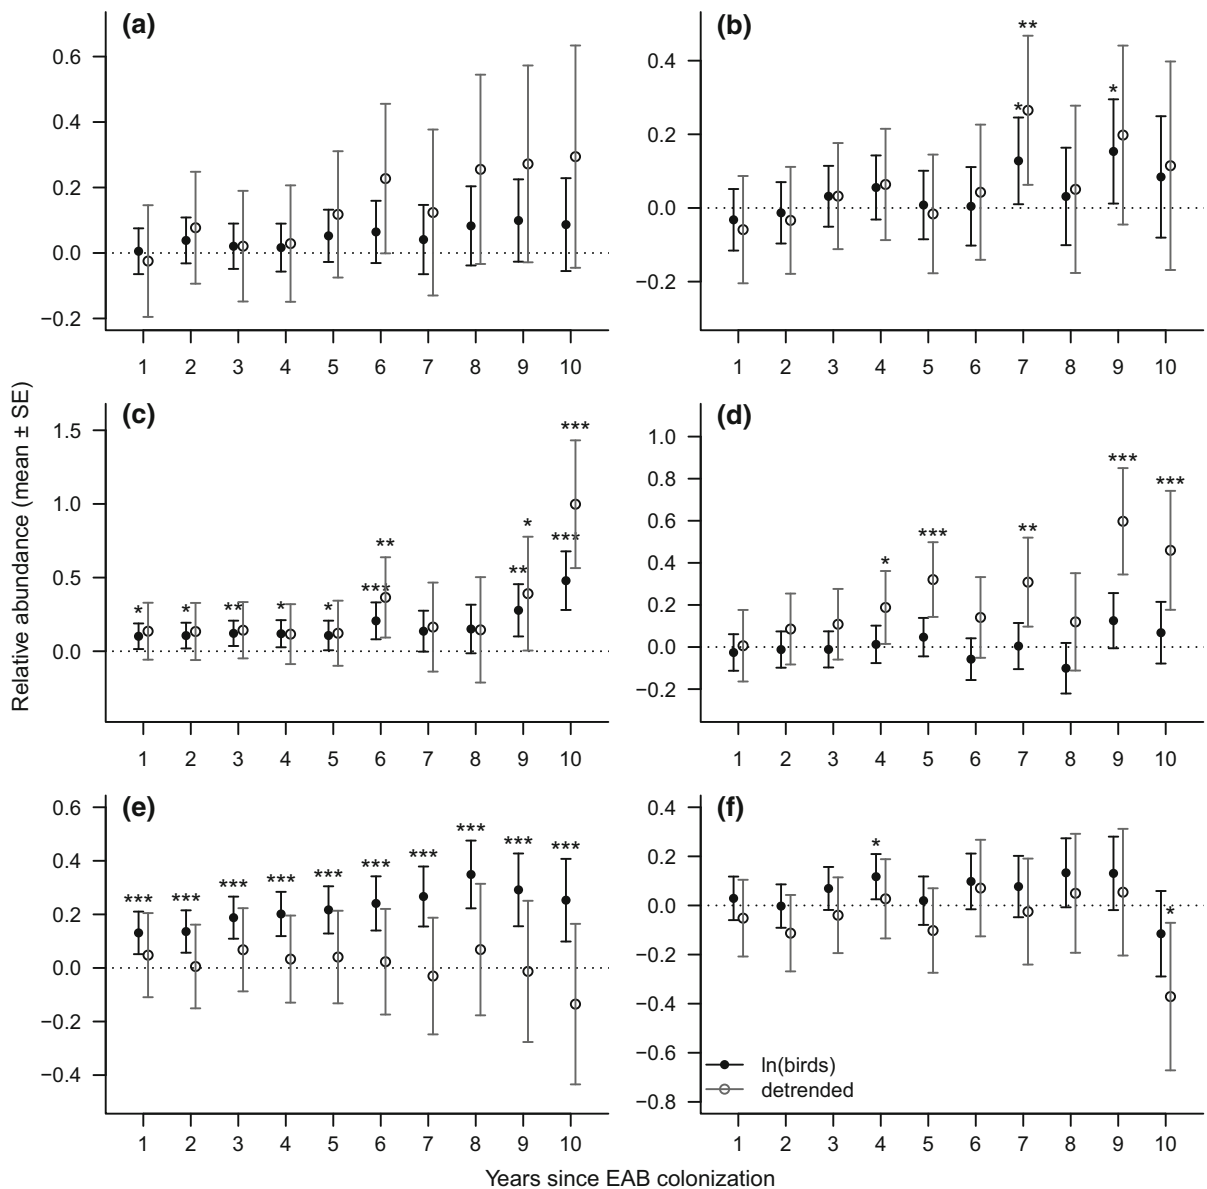 (a)
0.6
0.4
0.2
0.0
−0.2
1 2 3 4 5 6 7 8 9 10
(b)
0.4
0.2
0.0
−0.2
** * *
1 2 3 4 5 6 7 8 9 10
Relative abundance (mean ± SE)
(c)
1.5
1.0
0.5
0.0
* * ** * * *** ** ** * *** ***
1 2 3 4 5 6 7 8 9 10
(d)
1.0
0.8
0.6
0.4
0.2
0.0
−0.2
* *** ** *** ***
1 2 3 4 5 6 7 8 9 10
(e)
0.6
0.4
0.2
0.0
−0.2
−0.4
*** *** *** *** *** *** *** *** *** ***
1 2 3 4 5 6 7 8 9 10
(f)
0.4
0.2
0.0
−0.2
−0.4
−0.6
−0.8
* *
ln(birds)
detrended
1 2 3 4 5 6 7 8 9 10
Years since EAB colonization